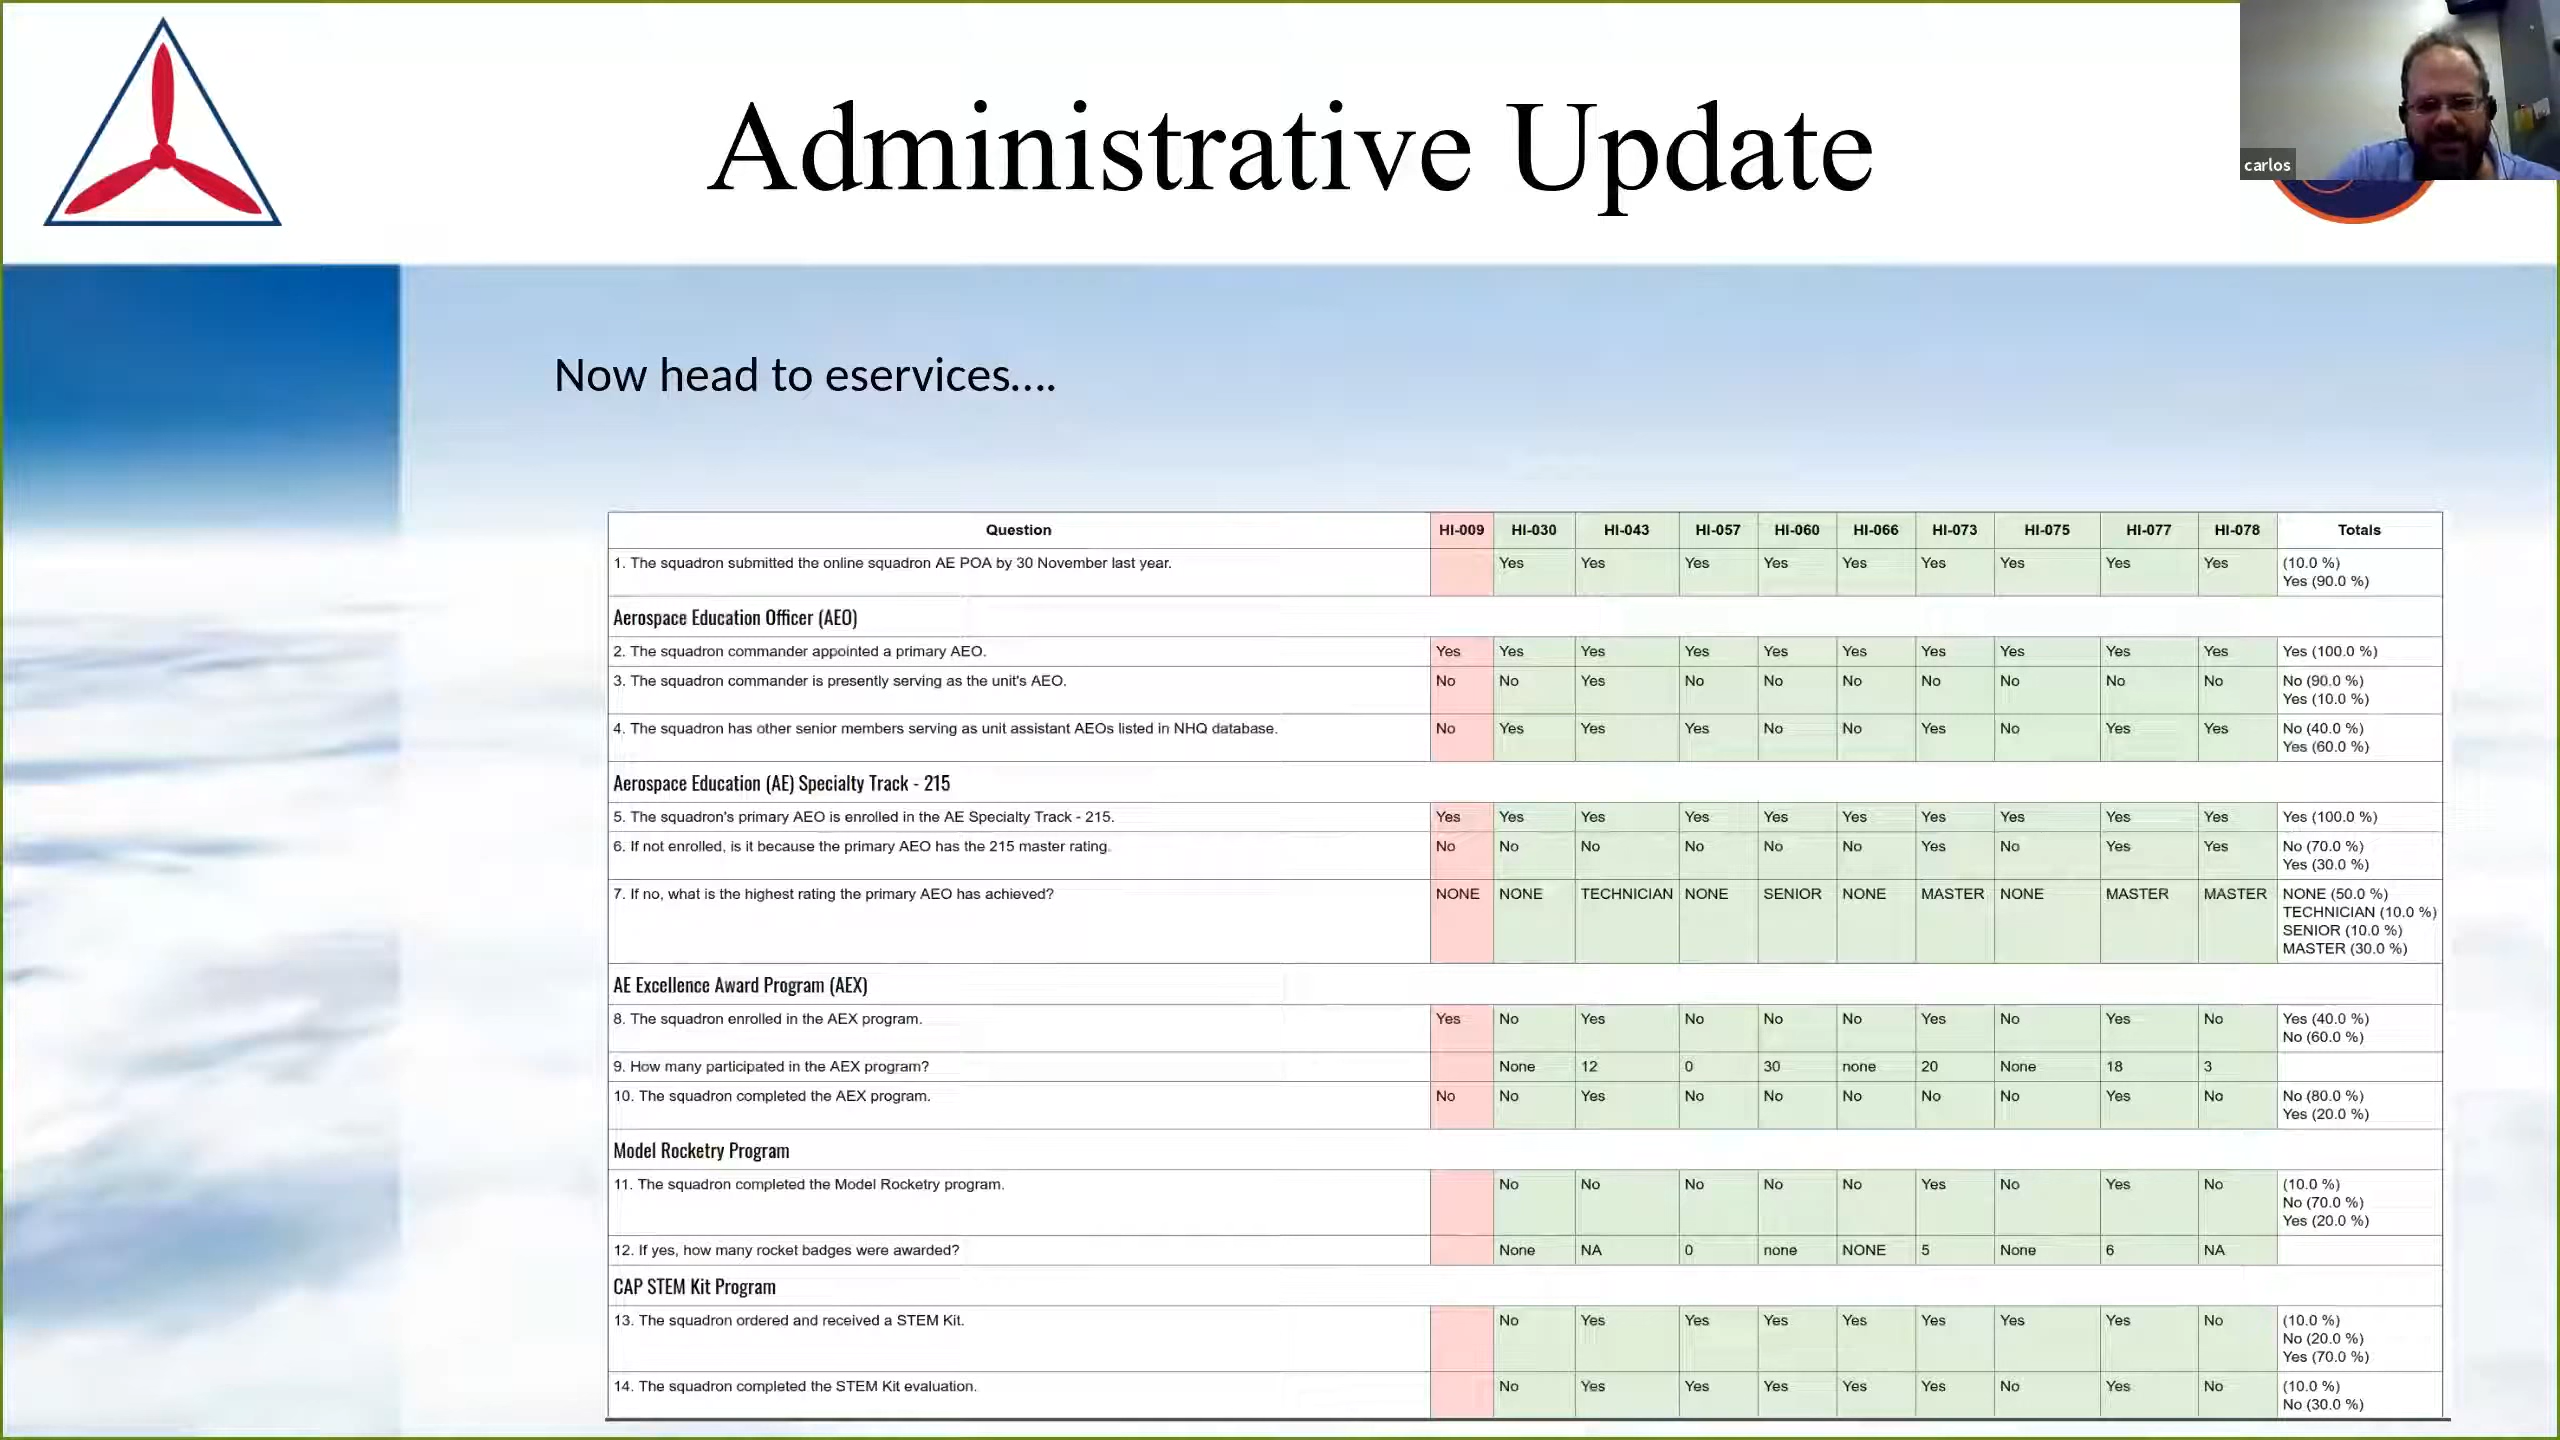 Administrative Update
carlos
Now head to eservices....
Question HI-009 HI-030 HI-043 HI-057 HI-060 HI-066 HI-073 HI-075 HI-077 HI-078 Totals
1. The squadron submitted the online squadron AE POA by 30 November last year. Yes Yes Yes Yes Yes Yes Yes Yes Yes (10.0 %)
Yes (90.0 %)
Aerospace Education Officer (AEO)
2. The squadron commander appointed a primary AEO. Yes Yes Yes Yes Yes Yes Yes Yes Yes Yes Yes (100.0 %)
3. The squadron commander is presently serving as the unit's AEO. No No Yes No No No No No No No No (90.0 %)
Yes (10.0 %)
4. The squadron has other senior members serving as unit assistant AEOs listed in NHQ database. No Yes Yes Yes No No Yes No Yes Yes No (40.0 %)
Yes (60.0 %)
Aerospace Education (AE) Specialty Track - 215
5. The squadron's primary AEO is enrolled in the AE Specialty Track - 215. Yes Yes Yes Yes Yes Yes Yes Yes Yes Yes Yes (100.0 %)
6. If not enrolled, is it because the primary AEO has the 215 master rating. No No No No No No Yes No Yes Yes No (70.0 %)
Yes (30.0 %)
7. If no, what is the highest rating the primary AEO has achieved? NONE NONE TECHNICIAN NONE SENIOR NONE MASTER NONE MASTER MASTER NONE (50.0 %)
TECHNICIAN (10.0 %)
SENIOR (10.0 %)
MASTER (30.0 %)
AE Excellence Award Program (AEX)
8. The squadron enrolled in the AEX program. Yes No Yes No No No Yes No Yes No Yes (40.0 %)
No (60.0 %)
9. How many participated in the AEX program? None 12 0 30 none 20 None 18 3
10. The squadron completed the AEX program. No No Yes No No No No No Yes No No (80.0 %)
Yes (20.0 %)
Model Rocketry Program
11. The squadron completed the Model Rocketry program. No No No No No Yes No Yes No (10.0 %)
No (70.0 %)
Yes (20.0 %)
12. If yes, how many rocket badges were awarded? None NA 0 none NONE 5 None 6 NA
CAP STEM Kit Program
13. The squadron ordered and received a STEM Kit. No Yes Yes Yes Yes Yes Yes Yes No (10.0 %)
No (20.0 %)
Yes (70.0 %)
14. The squadron completed the STEM Kit evaluation. No Yes Yes Yes Yes Yes No Yes No (10.0 %)
No (30.0 %)